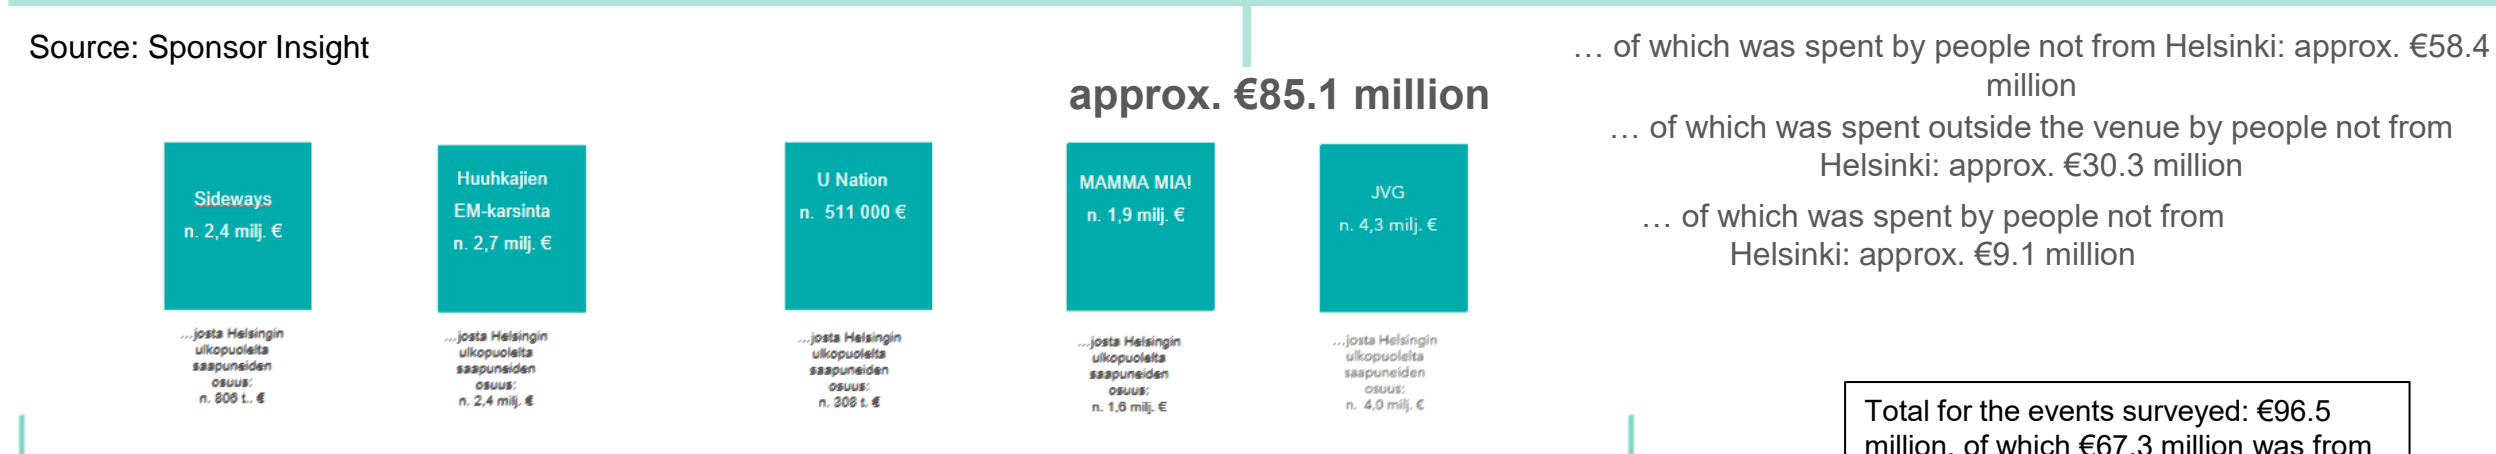 Source: Sponsor Insight
approx. €85.1 million
… of which was spent by people not from Helsinki: approx. €58.4
million
… of which was spent outside the venue by people not from
Helsinki: approx. €30.3 million
… of which was spent by people not from
Helsinki: approx. €9.1 million
Sideways
n. 2,4 milj. €
Huuhkajien
EM-karsinta
n. 2,7 milj. €
U Nation
n. 511 000 €
MAMMA MIA!
n. 1,9 milj. €
JVG
n. 4,3 milj. €
...josta Helsingin
ulkopuolelta
saapuneiden
osuus:
n. 806 t.. €
...josta Helsingin
ulkopuolelta
saapuneiden
osuus:
n. 2,4 milj. €
...josta Helsingin
ulkopuolelta
saapuneiden
osuus:
n. 308 t. €
...josta Helsingin
ulkopuolelta
saapuneiden
osuus:
n. 1,6 milj. €
...josta Helsingin
ulkopuolelta
saapuneiden
osuus:
n. 4,0 milj. €
Total for the events surveyed: €96.5
million, of which €67.3 million was from